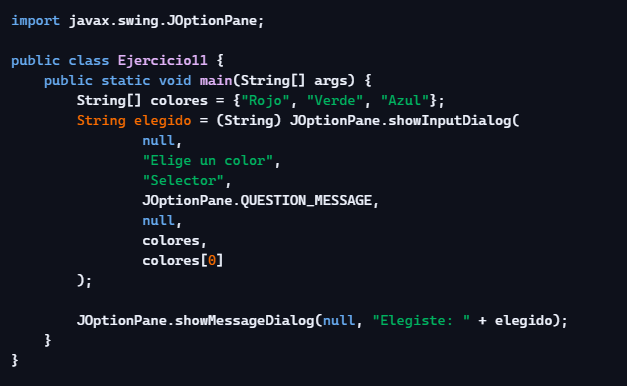 import javax.swing.JOptionPane;

public class Ejercicio11 {
    public static void main(String[] args) {
        String[] colores = {"Rojo", "Verde", "Azul"};
        String elegido = (String) JOptionPane.showInputDialog(
                null,
                "Elige un color",
                "Selector",
                JOptionPane.QUESTION_MESSAGE,
                null,
                colores,
                colores[0]
        );

        JOptionPane.showMessageDialog(null, "Elegiste: " + elegido);
    }
}